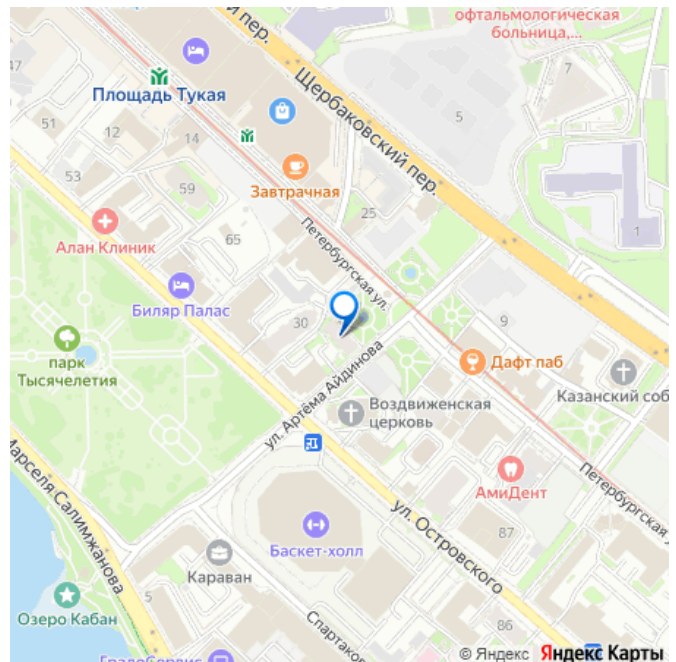 офтальмологическая
больница,...
й пер.
Щербаковский пер.
47
7
Площадь Тукая
5
51
12
14
53
59
Завтрачная
25
1
Алан Клиник
65
Петербургская ул.
Биляр Палас
30
9
парк
Тысячелетия
Дафт паб
ул. Артёма Айдинова
Казанский соб
Воздвиженская
церковь
Марселя Салимжанова
АмиДент
Петербургская у
ул. Островского
87
Баскет-холл
Караван
5
Спартаков
Озеро Кабан
86
© Яндекс Яндекс Карты